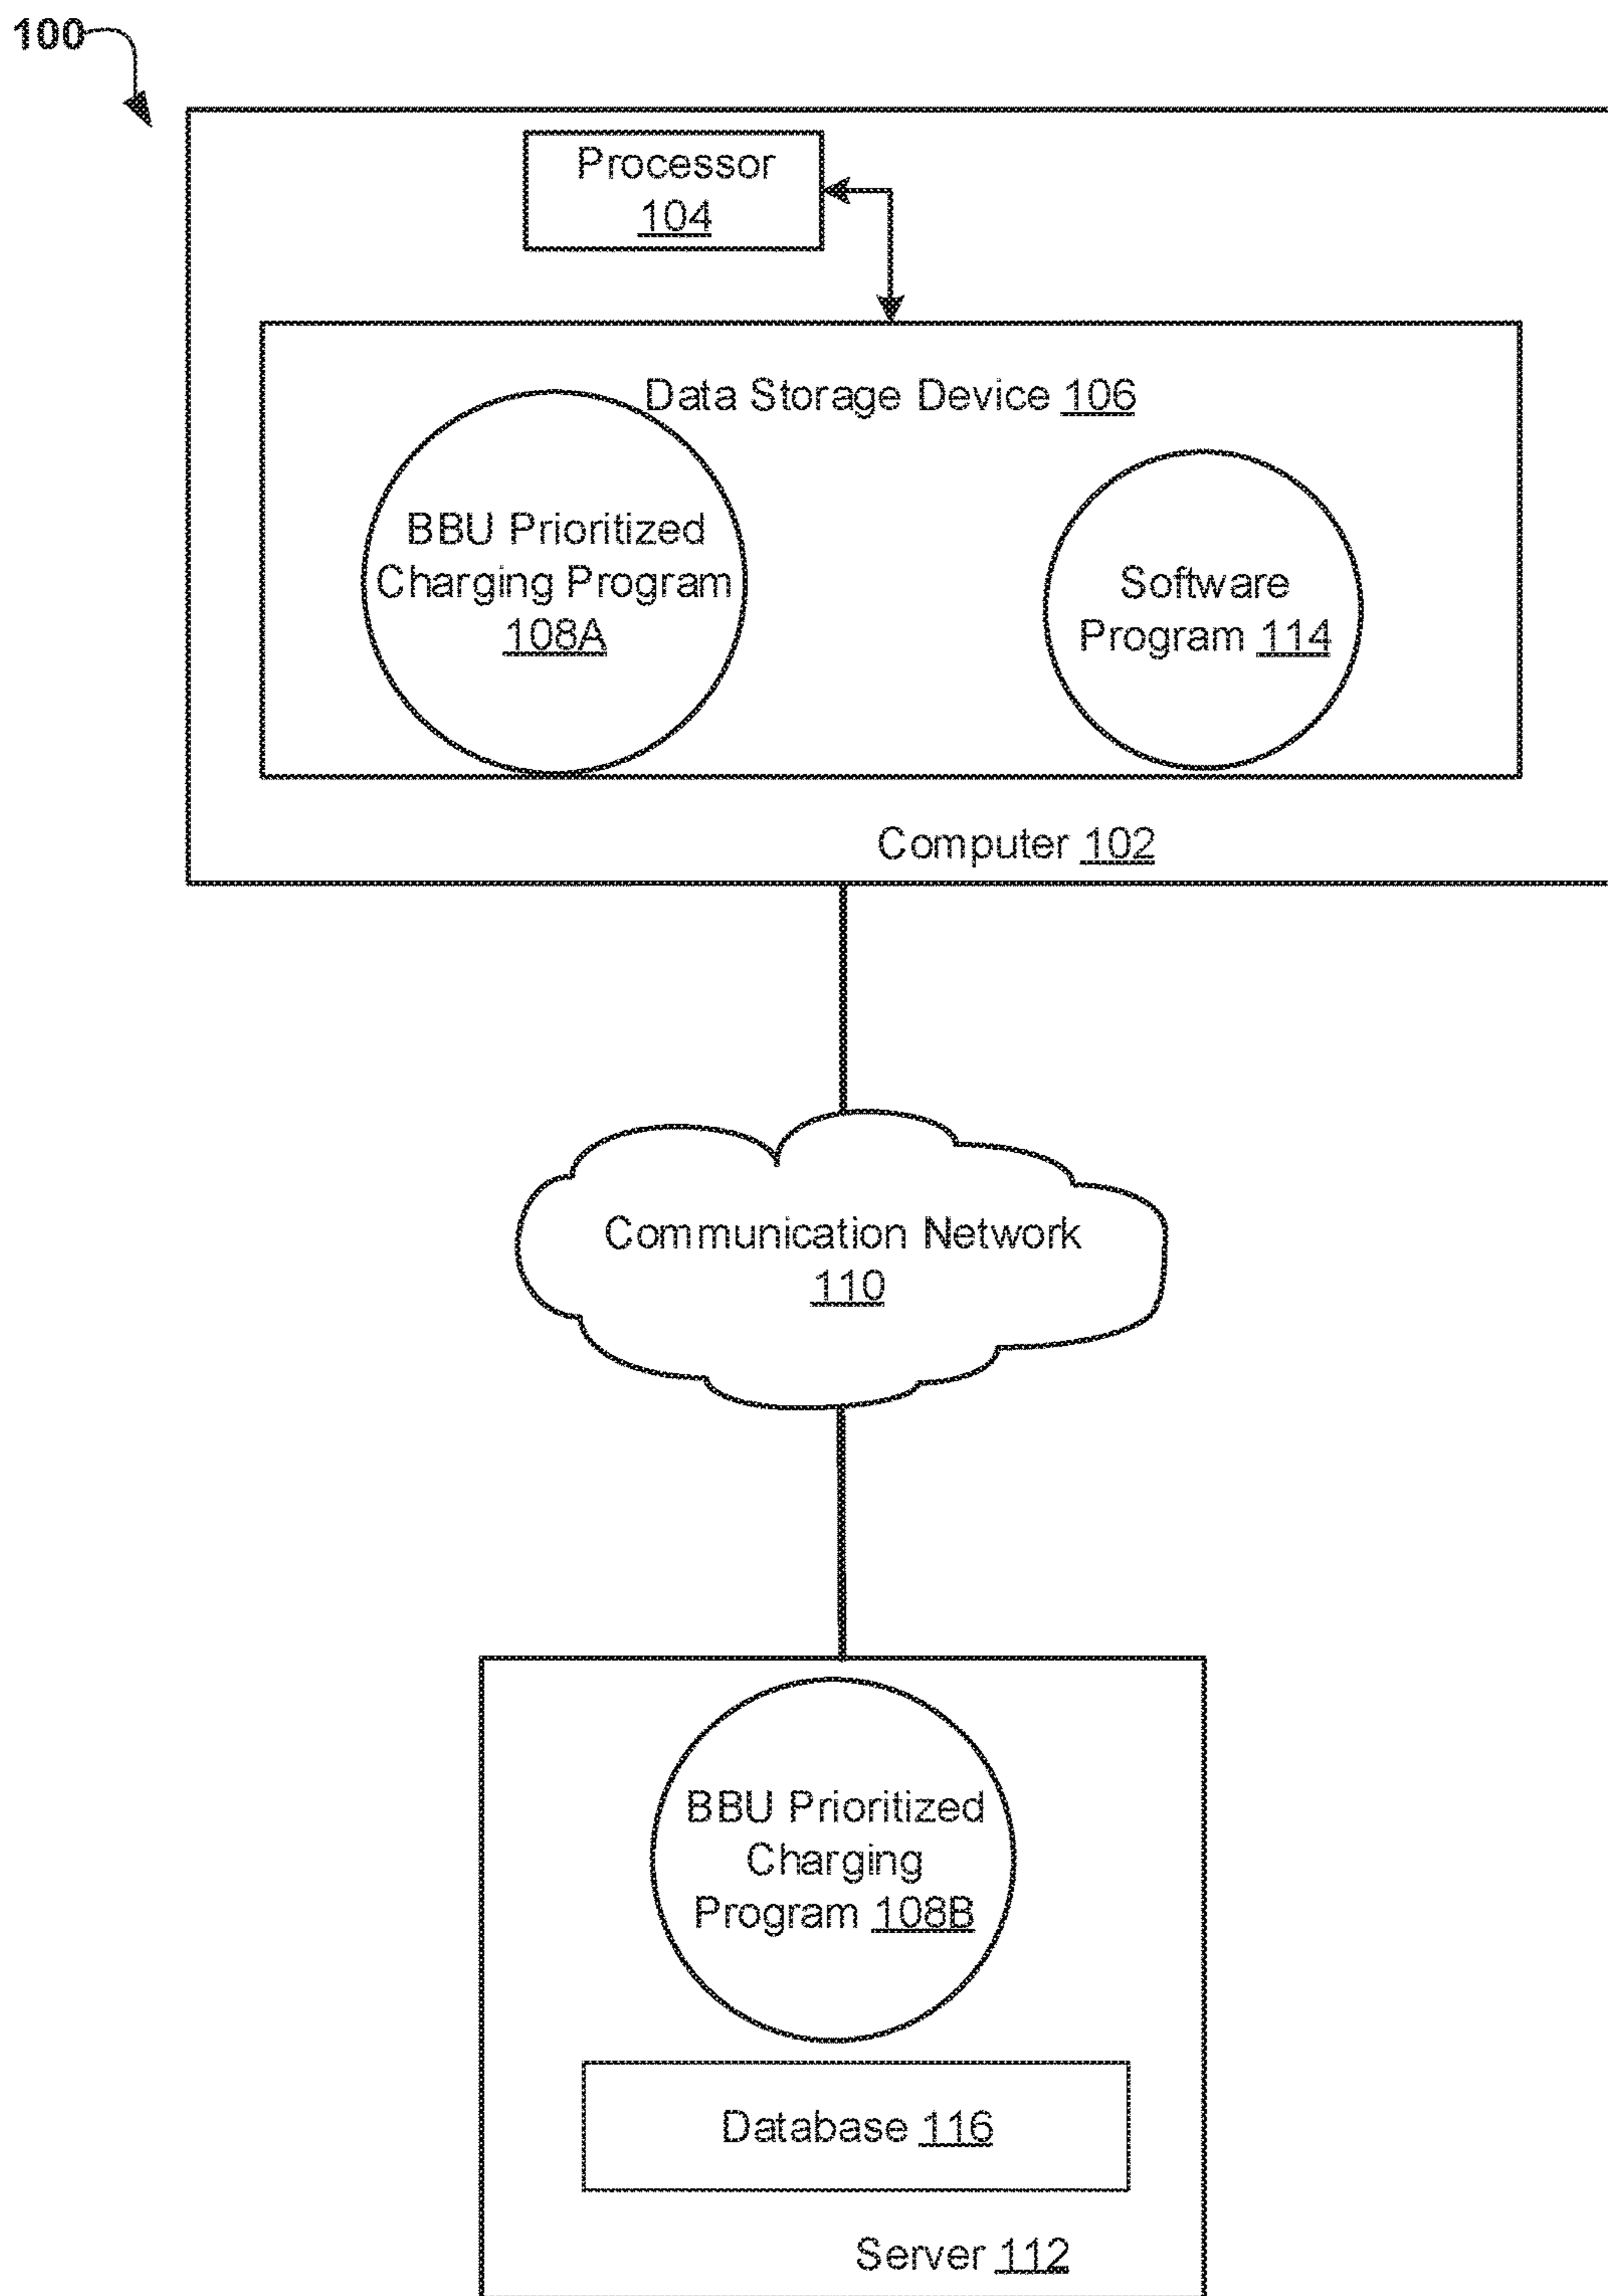 100
Processor
104
Data Storage Device 106
BBU Prioritized
Charging Program
108A
Software
Program 114
Computer 102
Communication Network
110
BBU Prioritized
Charging
Program 108B
Database 116
Server 112